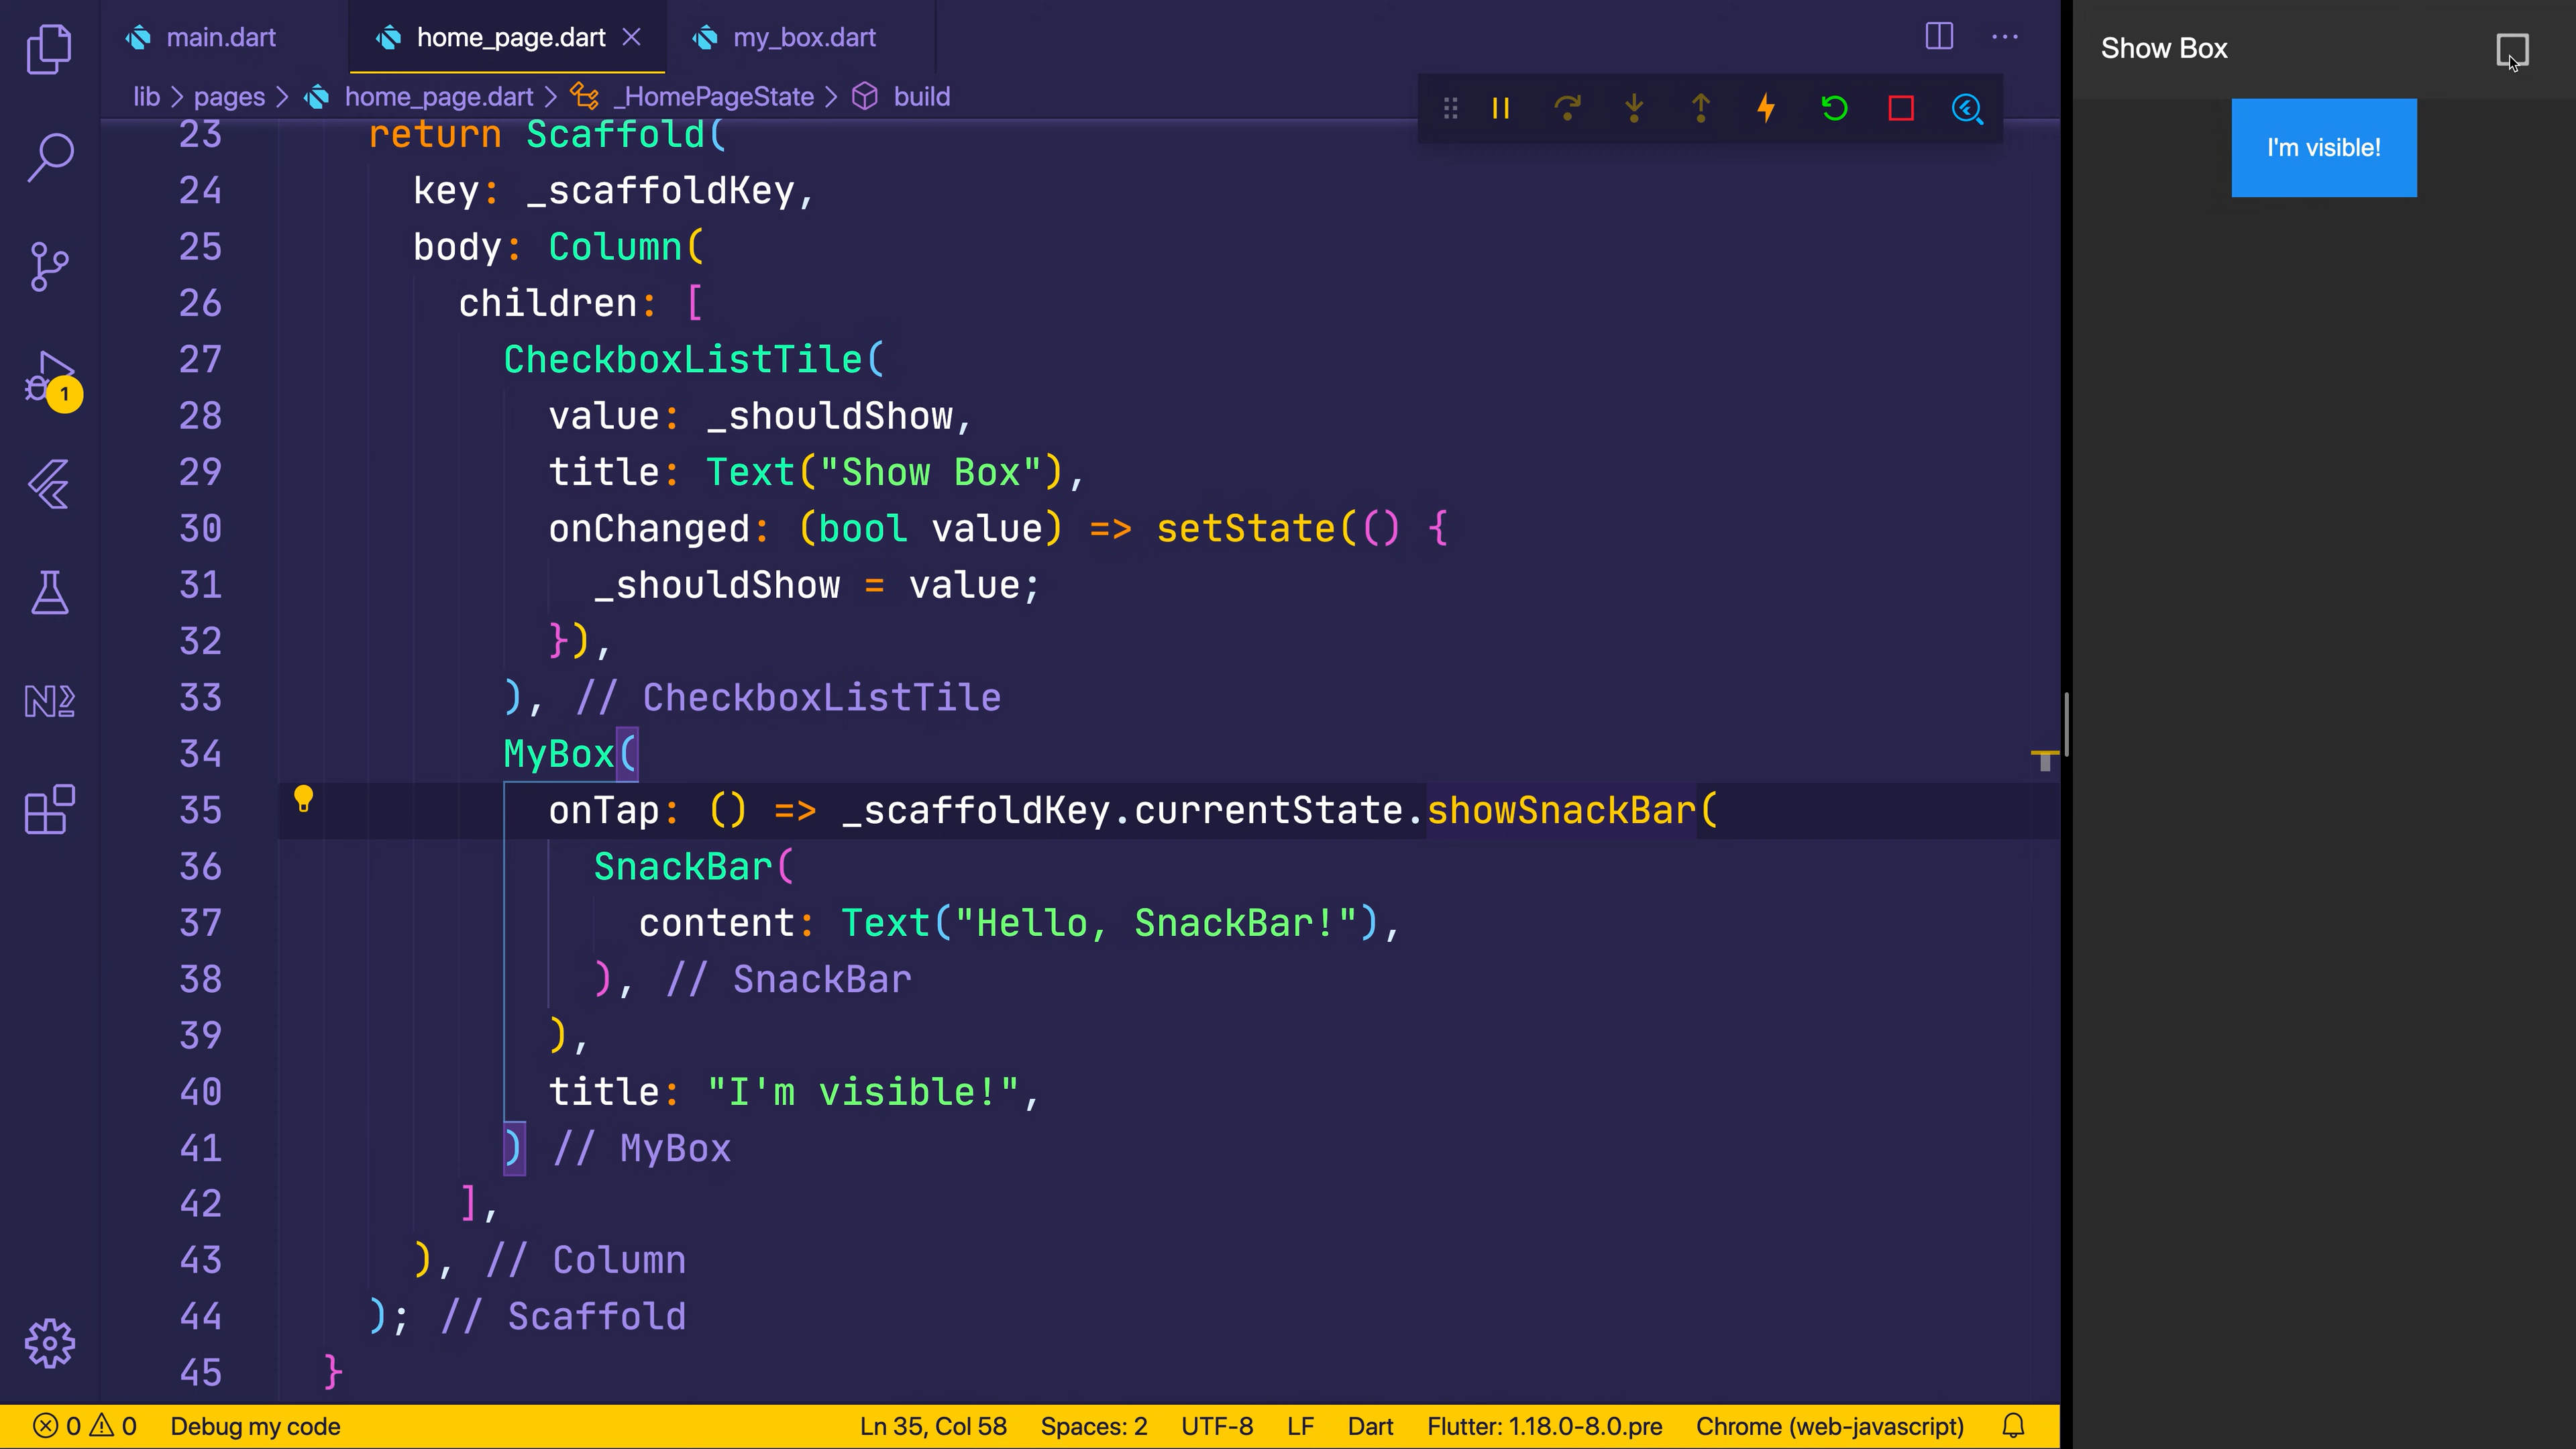 main.dart
home_page.dart
my_box.dart
lib > pages > home_page.dart > _HomePageState > build
23 return Scaffold(
24 key: _scaffoldKey,
25 body: Column(
26 children: [
27 CheckboxListTile(
28 value: _shouldShow,
29 title: Text("Show Box"),
30 onChanged: (bool value) => setState(() {
31 _shouldShow = value;
32 }),
33 ), // CheckboxListTile
34 MyBox(
35 onTap: () => _scaffoldKey.currentState.showSnackBar(
36 SnackBar(
37 content: Text("Hello, SnackBar!"),
38 ), // SnackBar
39 ),
40 title: "I'm visible!",
41 ) // MyBox
42 ],
43 ), // Column
44 ); // Scaffold
45 }
1
N
0 0 Debug my code Ln 35, Col 58 Spaces: 2 UTF-8 LF Dart Flutter: 1.18.0-8.0.pre Chrome (web-javascript)
Show Box
I'm visible!